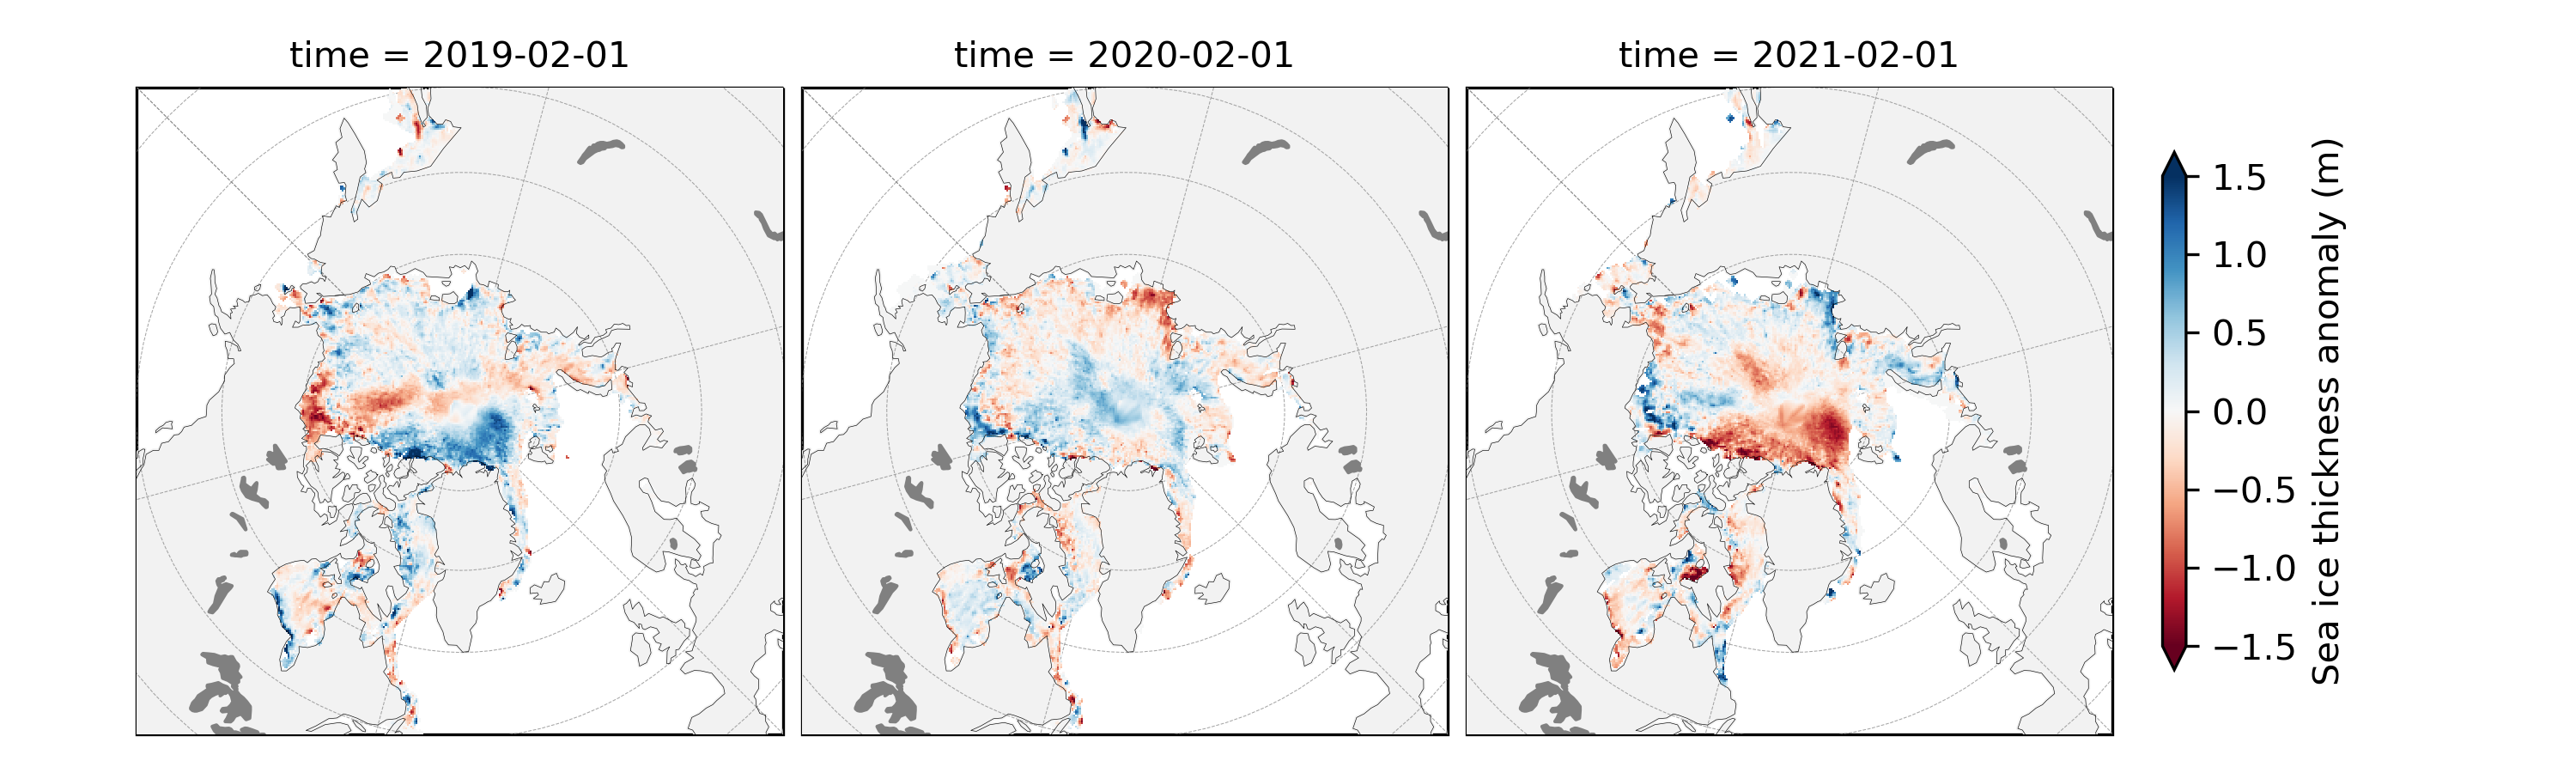 time = 2019-02-01
time = 2020-02-01
time = 2021-02-01
1.5
1.0
0.5
0.0
−0.5
−1.0
−1.5
Sea ice thickness anomaly (m)